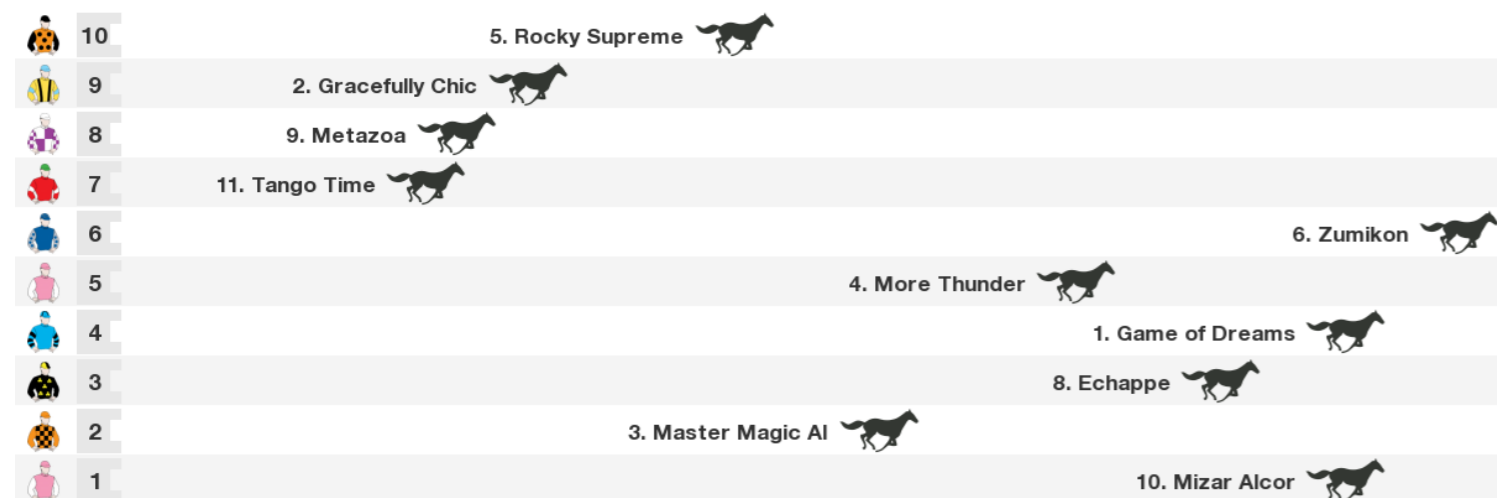 10 5. Rocky Supreme
9 2. Gracefully Chic
8 9. Metazoa
7 11. Tango Time
6 6. Zumikon
5 4. More Thunder
4 1. Game of Dreams
3 8. Echappe
2 3. Master Magic Al
1 10. Mizar Alcor